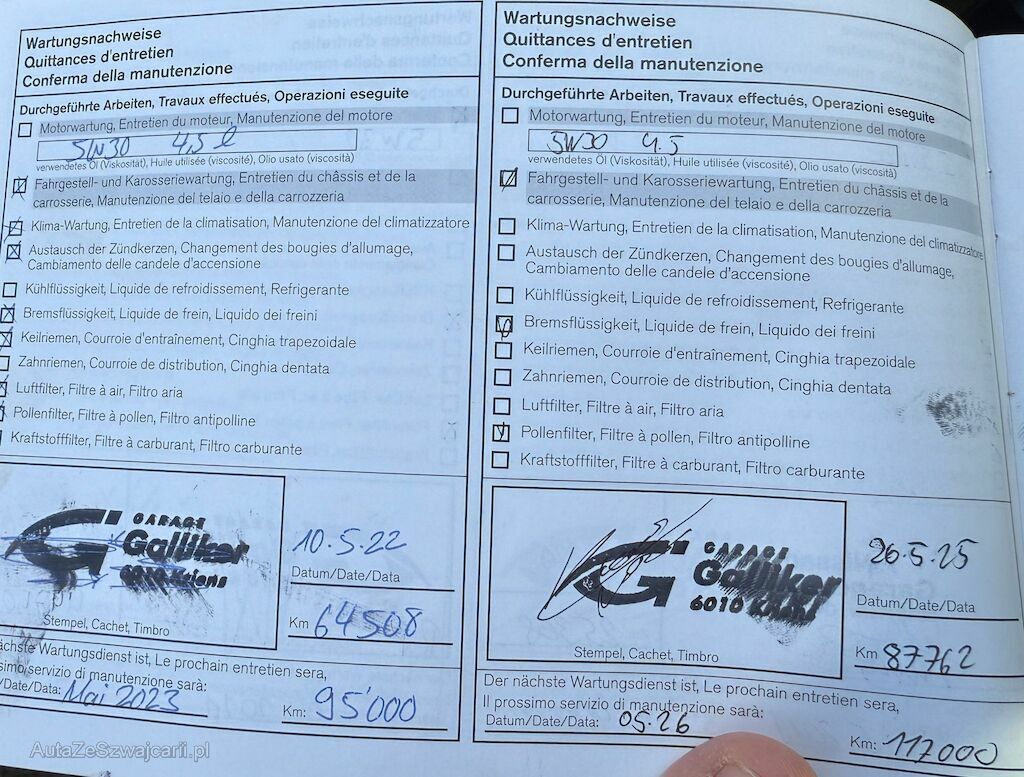 Wartungsnachweise
Quittances d'entretien
Conferma della manutenzione
Durchgeführte Arbeiten, Travaux effectués, Operazioni eseguite
Motorwartung, Entretien du moteur, Manutenzione del motore
5W30 4,5 l
verwendetes Öl (Viskosität), Huile utilisée (viscosité), Olio usato (viscosità)
Fahrgestell- und Karosseriewartung, Entretien du châssis et de la
carrosserie, Manutenzione del telaio e della carrozzeria
Klima-Wartung, Entretien de la climatisation, Manutenzione del climatizzatore
Austausch der Zündkerzen, Changement des bougies d'allumage,
Cambiamento delle candele d'accensione
Kühlflüssigkeit, Liquide de refroidissement, Refrigerante
Bremsflüssigkeit, Liquide de frein, Liquido dei freini
Keilriemen, Courroie d'entraînement, Cinghia trapezoidale
Zahnriemen, Courroie de distribution, Cinghia dentata
Luftfilter, Filtre à air, Filtro aria
Pollenfilter, Filtre à pollen, Filtro antipolline
Kraftstofffilter, Filtre à carburant, Filtro carburante
GARAGE
Galliker
6010 Kriens
Stempel, Cachet, Timbro
10.5.22
Datum/Date/Data
Km 64508
ächste Wartungsdienst ist, Le prochain entretien sera,
simo servizio di manutenzione sarà:
/Date/Data: Mai 2023
Km: 95'000
Wartungsnachweise
Quittances d'entretien
Conferma della manutenzione
Durchgeführte Arbeiten, Travaux effectués, Operazioni eseguite
Motorwartung, Entretien du moteur, Manutenzione del motore
5W30 4.5
verwendetes Öl (Viskosität), Huile utilisée (viscosité), Olio usato (viscosità)
Fahrgestell- und Karosseriewartung, Entretien du châssis et de la
carrosserie, Manutenzione del telaio e della carrozzeria
Klima-Wartung, Entretien de la climatisation, Manutenzione del climatizzatore
Austausch der Zündkerzen, Changement des bougies d'allumage,
Cambiamento delle candele d'accensione
Kühlflüssigkeit, Liquide de refroidissement, Refrigerante
Bremsflüssigkeit, Liquide de frein, Liquido dei freini
Keilriemen, Courroie d'entraînement, Cinghia trapezoidale
Zahnriemen, Courroie de distribution, Cinghia dentata
Luftfilter, Filtre à air, Filtro aria
Pollenfilter, Filtre à pollen, Filtro antipolline
Kraftstofffilter, Filtre à carburant, Filtro carburante
GARAGE
Galliker
6010
Stempel, Cachet, Timbro
26.5.25
Datum/Date/Data
Km 87762
Der nächste Wartungsdienst ist, Le prochain entretien sera,
Il prossimo servizio di manutenzione sarà:
Datum/Date/Data: 05.26
Km: 117000
AutaZeSzwajcarii.pl